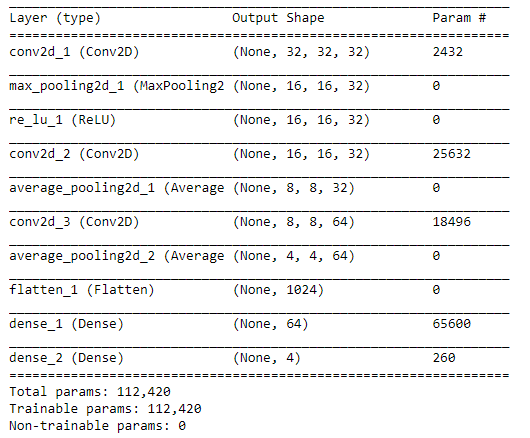 Layer (type)                 Output Shape              Param #
=================================================================
conv2d_1 (Conv2D)            (None, 32, 32, 32)        2432
_________________________________________________________________
max_pooling2d_1 (MaxPooling2 (None, 16, 16, 32)        0
_________________________________________________________________
re_lu_1 (ReLU)               (None, 16, 16, 32)        0
_________________________________________________________________
conv2d_2 (Conv2D)            (None, 16, 16, 32)        25632
_________________________________________________________________
average_pooling2d_1 (Average (None, 8, 8, 32)          0
_________________________________________________________________
conv2d_3 (Conv2D)            (None, 8, 8, 64)          18496
_________________________________________________________________
average_pooling2d_2 (Average (None, 4, 4, 64)          0
_________________________________________________________________
flatten_1 (Flatten)          (None, 1024)              0
_________________________________________________________________
dense_1 (Dense)              (None, 64)                65600
_________________________________________________________________
dense_2 (Dense)              (None, 4)                 260
=================================================================
Total params: 112,420
Trainable params: 112,420
Non-trainable params: 0